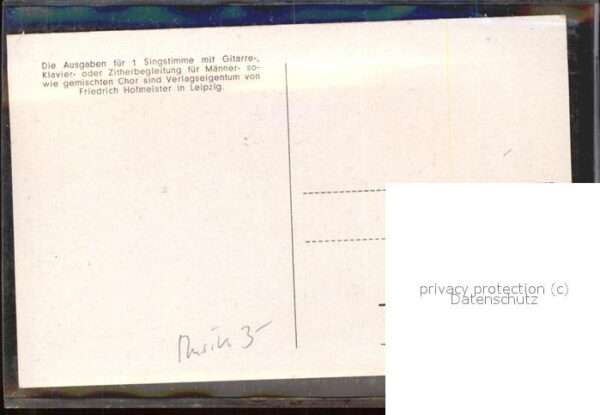 Die Ausgaben für 1 Singstimme mit Gitarre-,
Klavier- oder Zitherbegleitung für Männer- so-
wie gemischten Chor sind Verlagseigentum von
Friedrich Hofmeister in Leipzig.
privacy protection (c)
Datenschutz
Musik 3-